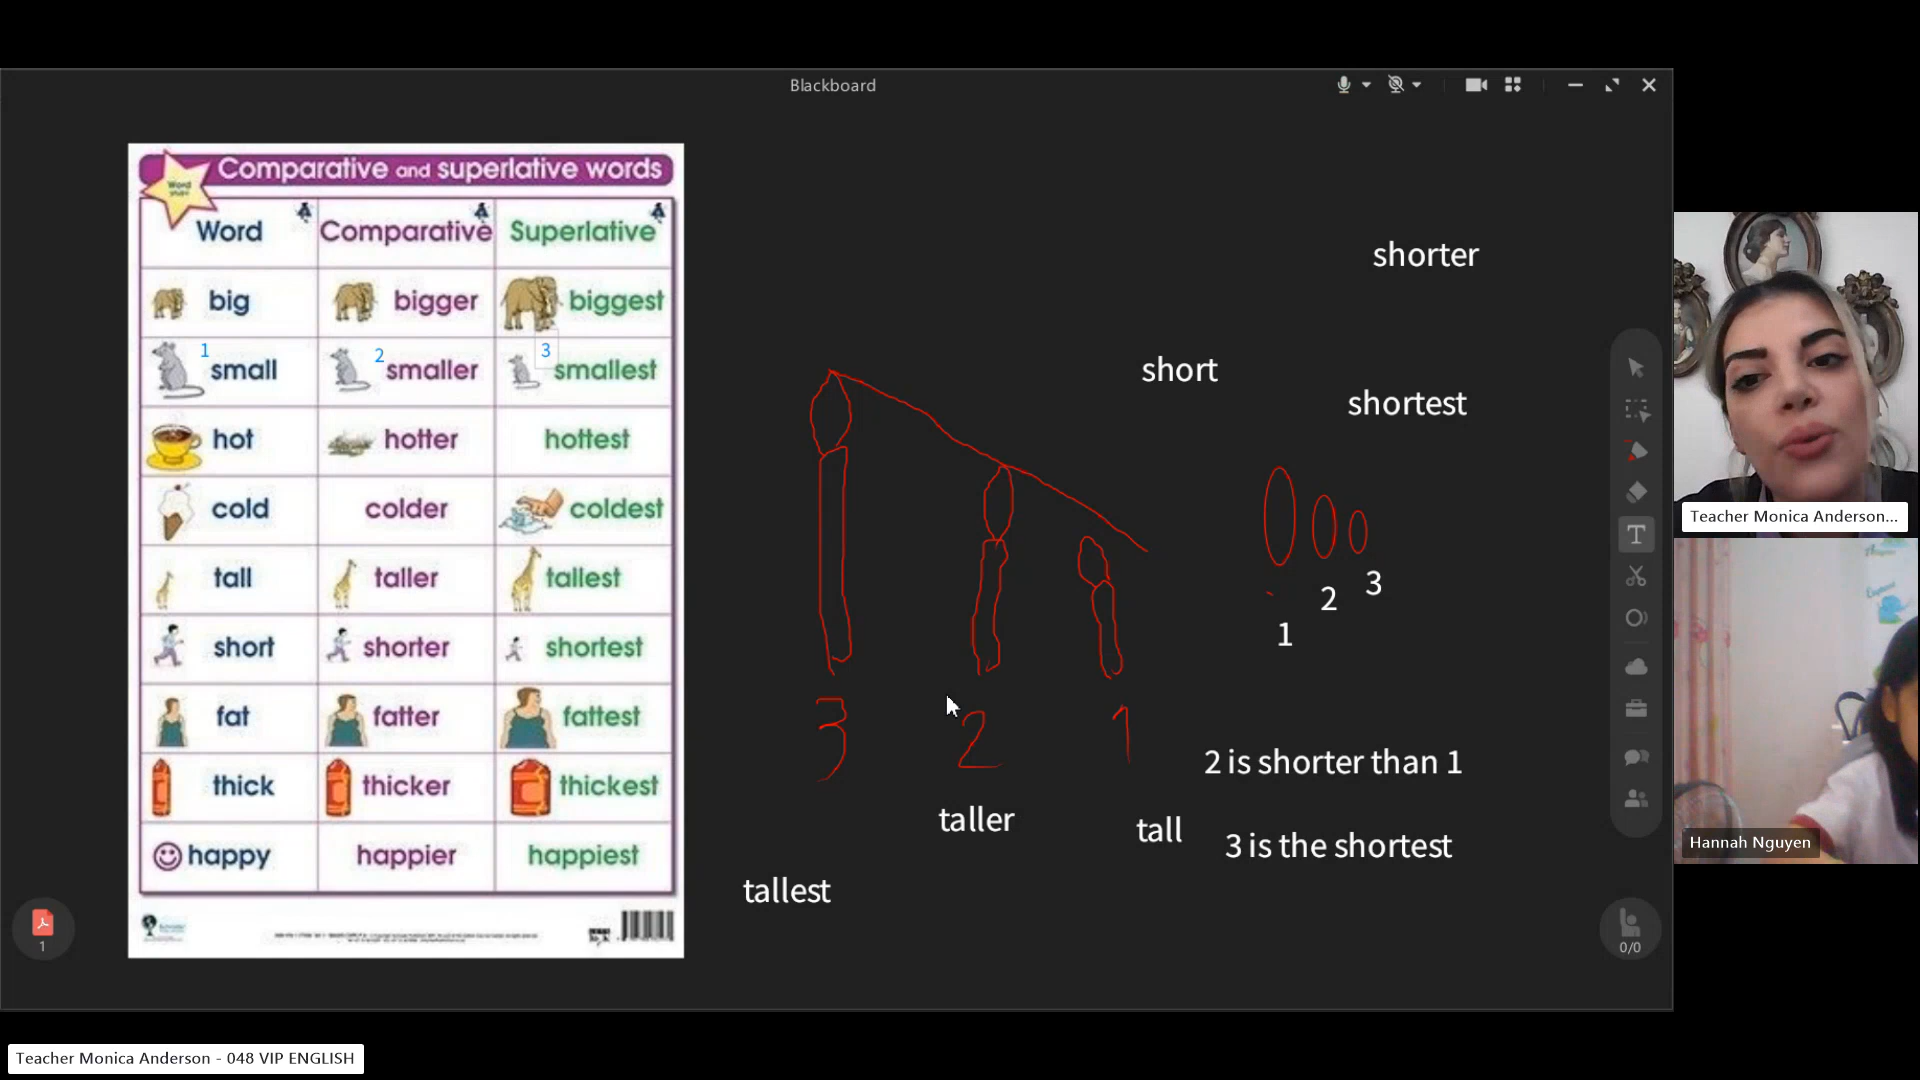 Blackboard
Comparative and superlative words
Word
Word Comparative Superlative
big bigger biggest
1 small 2 smaller 3 smallest
hot hotter hottest
cold colder coldest
tall taller tallest
short shorter shortest
fat fatter fattest
thick thicker thickest
happy happier happiest
shorter
short
shortest
3 2 1
1 2 3
2 is shorter than 1
taller
tall
3 is the shortest
tallest
1
0/0
Teacher Monica Anderson...
Hannah Nguyen
Teacher Monica Anderson - 048 VIP ENGLISH